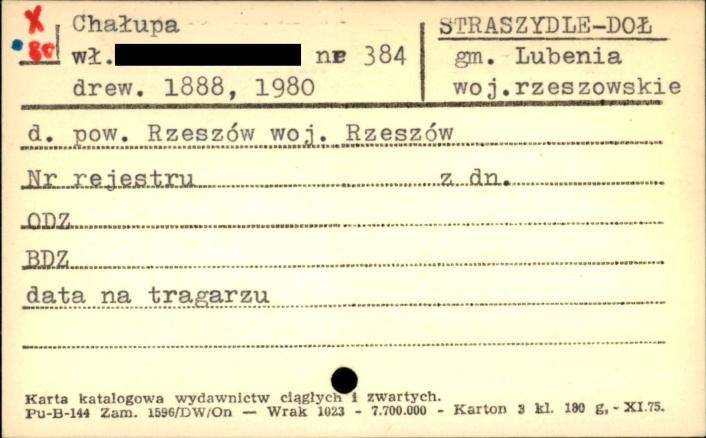 X
80
Chałupa
wł. nr 384
drew. 1888, 1980
STRASZYDLE-DOŁ
gm. Lubenia
woj.rzeszowskie
d. pow. Rzeszów woj. Rzeszów
Nr rejestru z dn.
ODZ
BDZ
data na tragarzu
Karta katalogowa wydawnictw ciągłych i zwartych.
Pu-B-144 Zam. 1596/DW/On — Wrak 1023 - 7.700.000 - Karton 3 kl. 180 g, - XI.75.